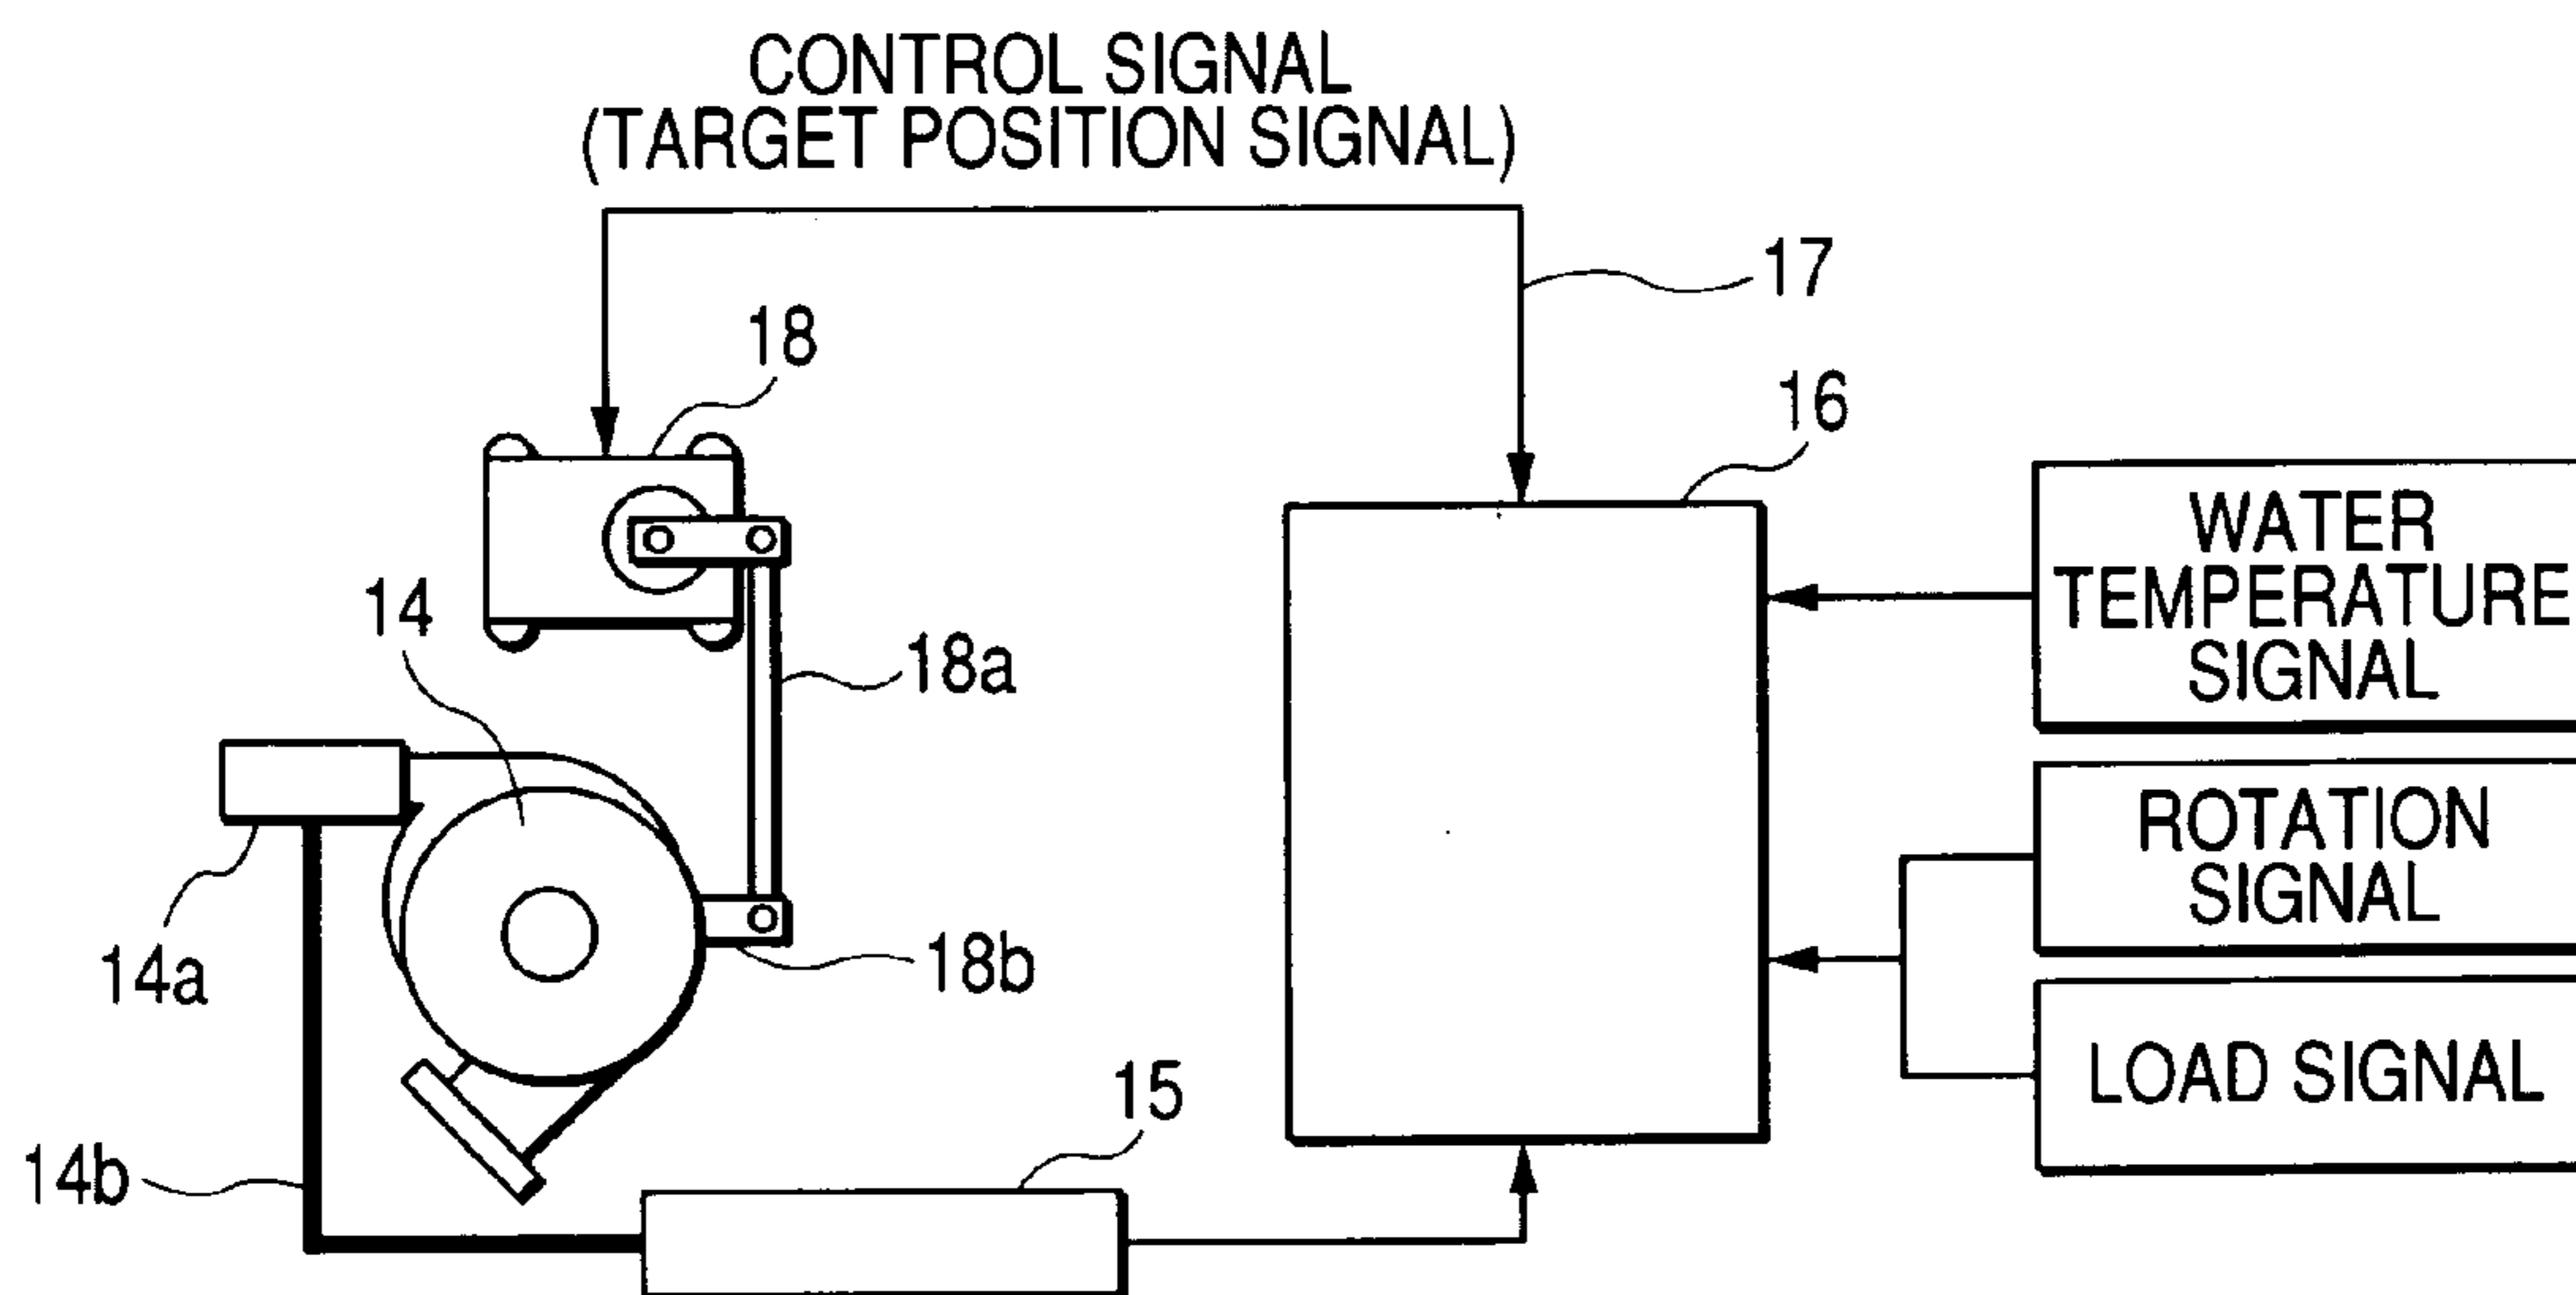 CONTROL SIGNAL
(TARGET POSITION SIGNAL)
17
18
16
WATER
TEMPERATURE
SIGNAL
14
18a
ROTATION
SIGNAL
14a
18b
LOAD SIGNAL
15
14b